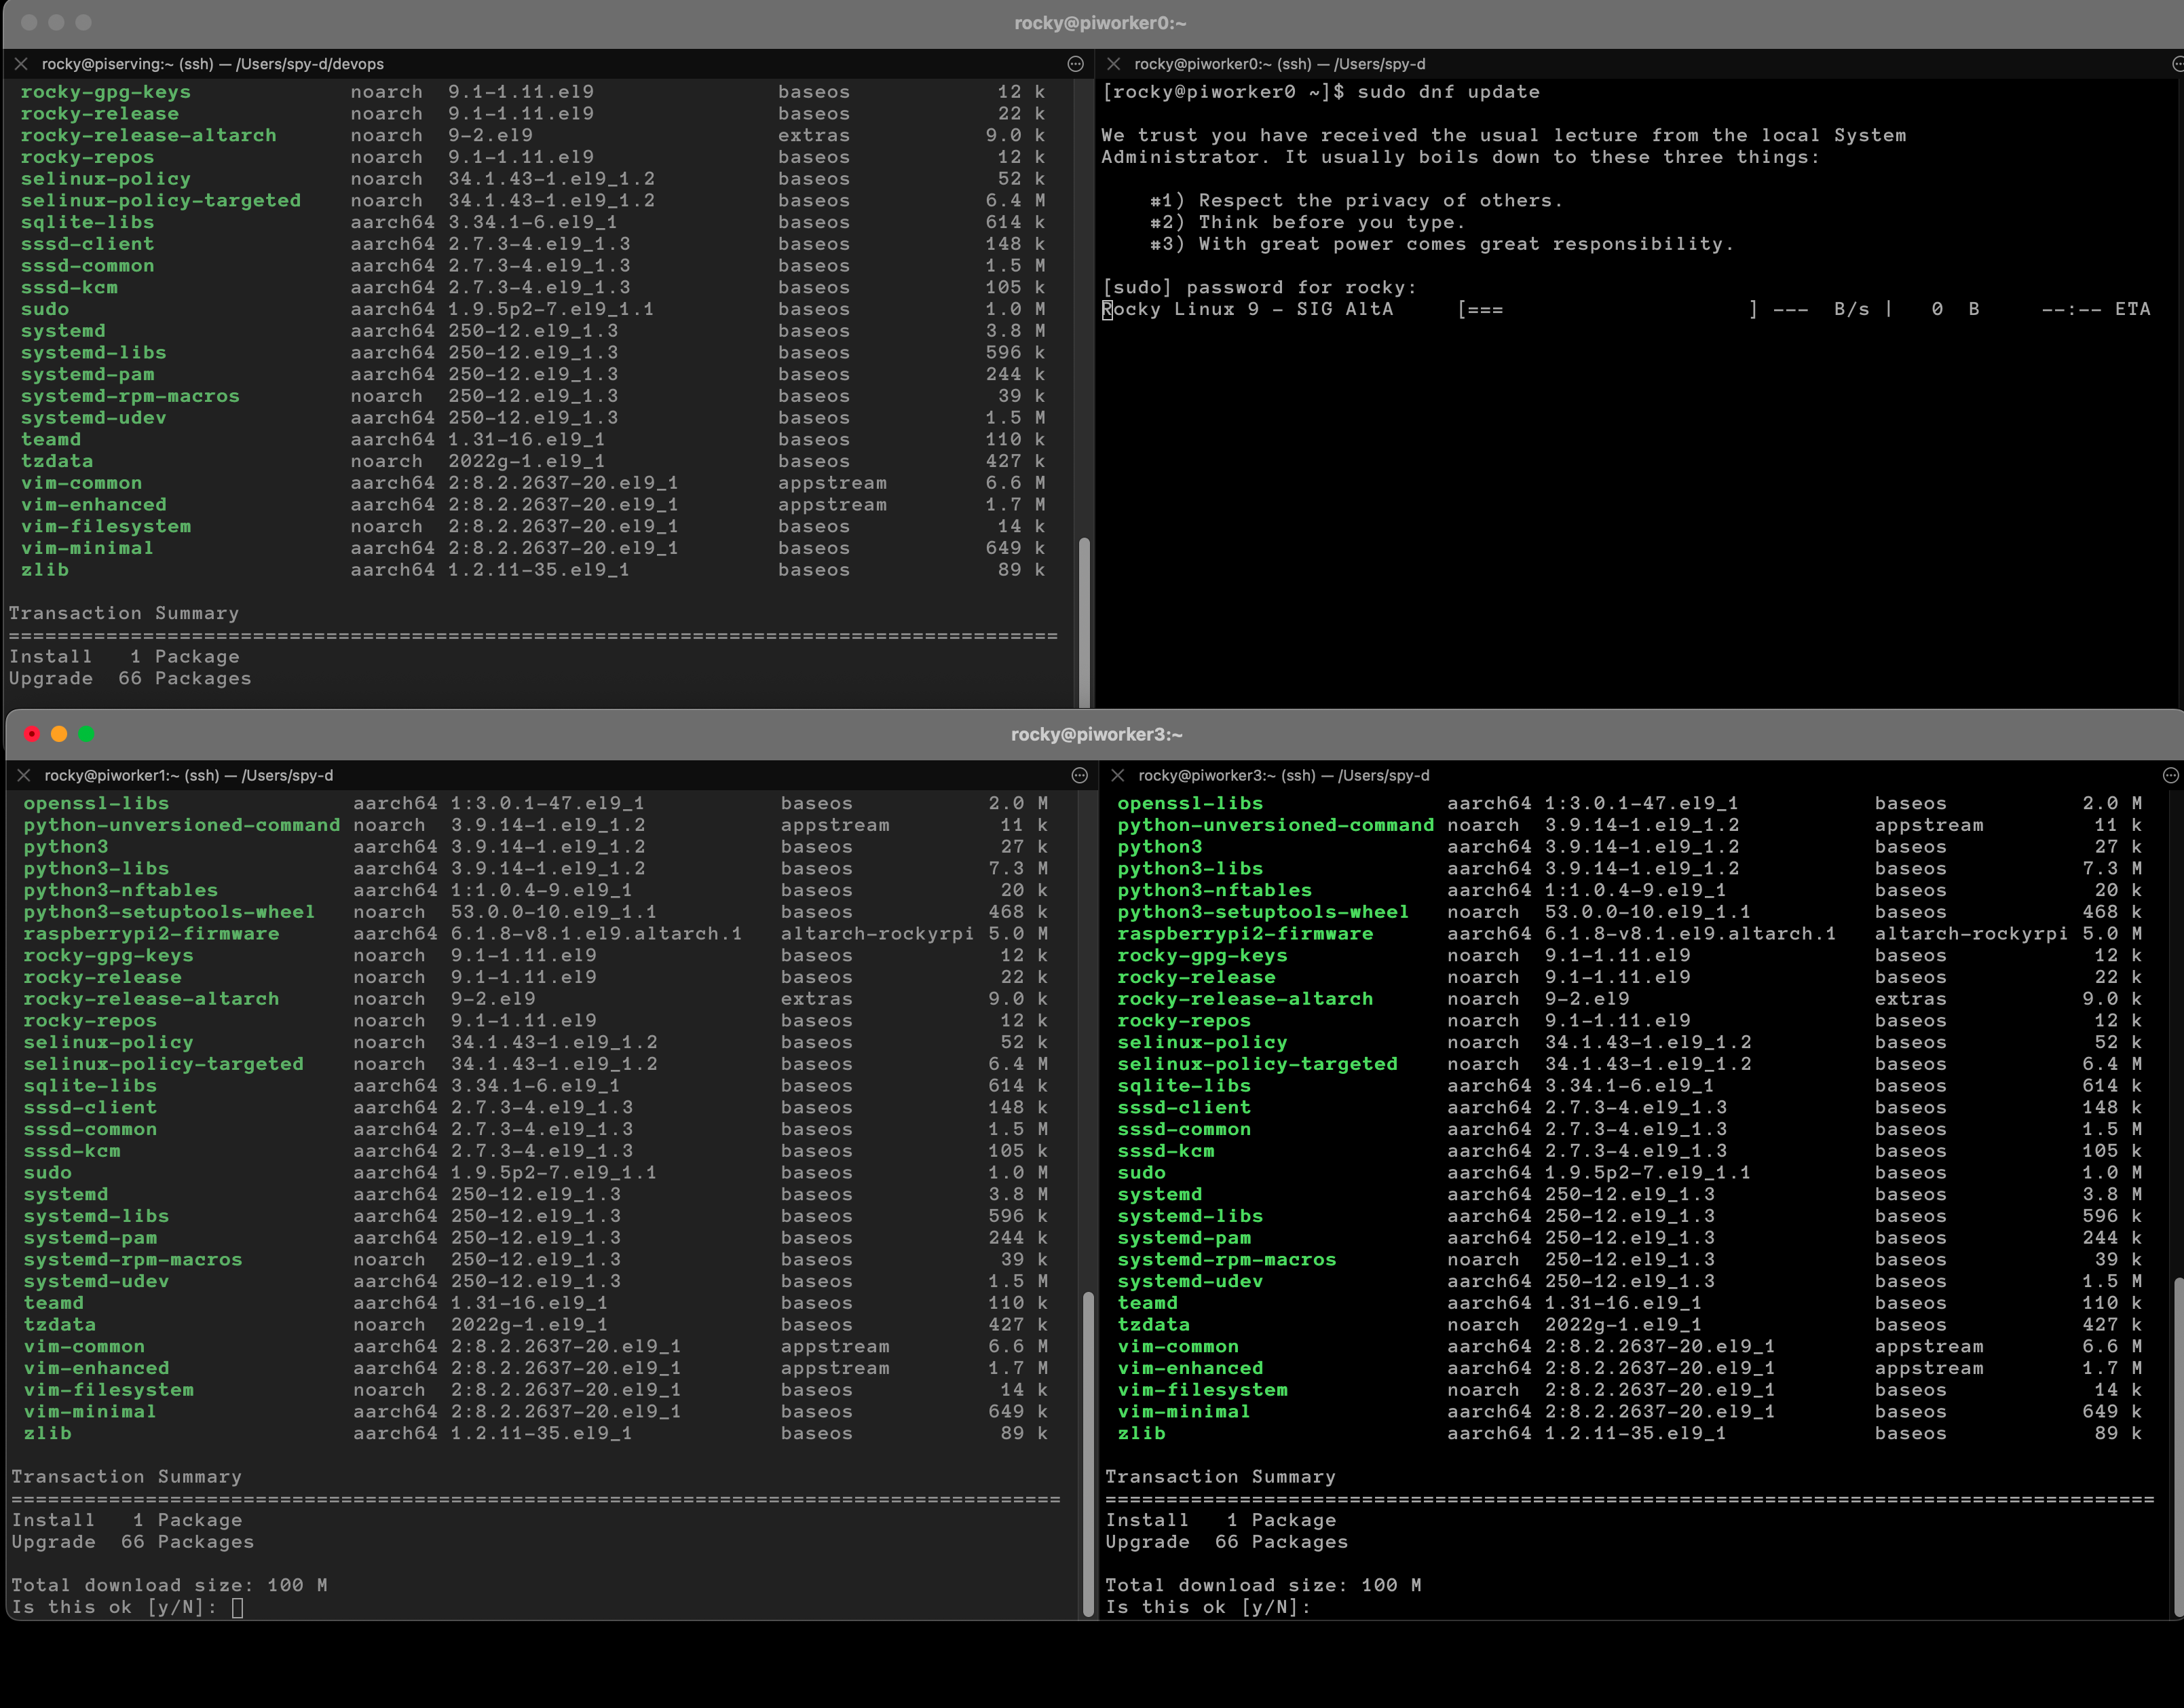 rocky@piworker0:~
rocky@piserving:~ (ssh) — /Users/spy-d/devops
rocky-gpg-keys noarch 9.1-1.11.el9 baseos 12 k
rocky-release noarch 9.1-1.11.el9 baseos 22 k
rocky-release-altarch noarch 9-2.el9 extras 9.0 k
rocky-repos noarch 9.1-1.11.el9 baseos 12 k
selinux-policy noarch 34.1.43-1.el9_1.2 baseos 52 k
selinux-policy-targeted noarch 34.1.43-1.el9_1.2 baseos 6.4 M
sqlite-libs aarch64 3.34.1-6.el9_1 baseos 614 k
sssd-client aarch64 2.7.3-4.el9_1.3 baseos 148 k
sssd-common aarch64 2.7.3-4.el9_1.3 baseos 1.5 M
sssd-kcm aarch64 2.7.3-4.el9_1.3 baseos 105 k
sudo aarch64 1.9.5p2-7.el9_1.1 baseos 1.0 M
systemd aarch64 250-12.el9_1.3 baseos 3.8 M
systemd-libs aarch64 250-12.el9_1.3 baseos 596 k
systemd-pam aarch64 250-12.el9_1.3 baseos 244 k
systemd-rpm-macros noarch 250-12.el9_1.3 baseos 39 k
systemd-udev aarch64 250-12.el9_1.3 baseos 1.5 M
teamd aarch64 1.31-16.el9_1 baseos 110 k
tzdata noarch 2022g-1.el9_1 baseos 427 k
vim-common aarch64 2:8.2.2637-20.el9_1 appstream 6.6 M
vim-enhanced aarch64 2:8.2.2637-20.el9_1 appstream 1.7 M
vim-filesystem noarch 2:8.2.2637-20.el9_1 baseos 14 k
vim-minimal aarch64 2:8.2.2637-20.el9_1 baseos 649 k
zlib aarch64 1.2.11-35.el9_1 baseos 89 k
Transaction Summary
======================================================================================
Install 1 Package
Upgrade 66 Packages
rocky@piworker0:~ (ssh) — /Users/spy-d
[rocky@piworker0 ~]$ sudo dnf update
We trust you have received the usual lecture from the local System
Administrator. It usually boils down to these three things:
#1) Respect the privacy of others.
#2) Think before you type.
#3) With great power comes great responsibility.
[sudo] password for rocky:
Rocky Linux 9 - SIG AltA [=== ] --- B/s | 0 B --:-- ETA
rocky@piworker3:~
rocky@piworker1:~ (ssh) — /Users/spy-d
openssl-libs aarch64 1:3.0.1-47.el9_1 baseos 2.0 M
python-unversioned-command noarch 3.9.14-1.el9_1.2 appstream 11 k
python3 aarch64 3.9.14-1.el9_1.2 baseos 27 k
python3-libs aarch64 3.9.14-1.el9_1.2 baseos 7.3 M
python3-nftables aarch64 1:1.0.4-9.el9_1 baseos 20 k
python3-setuptools-wheel noarch 53.0.0-10.el9_1.1 baseos 468 k
raspberrypi2-firmware aarch64 6.1.8-v8.1.el9.altarch.1 altarch-rockyrpi 5.0 M
rocky-gpg-keys noarch 9.1-1.11.el9 baseos 12 k
rocky-release noarch 9.1-1.11.el9 baseos 22 k
rocky-release-altarch noarch 9-2.el9 extras 9.0 k
rocky-repos noarch 9.1-1.11.el9 baseos 12 k
selinux-policy noarch 34.1.43-1.el9_1.2 baseos 52 k
selinux-policy-targeted noarch 34.1.43-1.el9_1.2 baseos 6.4 M
sqlite-libs aarch64 3.34.1-6.el9_1 baseos 614 k
sssd-client aarch64 2.7.3-4.el9_1.3 baseos 148 k
sssd-common aarch64 2.7.3-4.el9_1.3 baseos 1.5 M
sssd-kcm aarch64 2.7.3-4.el9_1.3 baseos 105 k
sudo aarch64 1.9.5p2-7.el9_1.1 baseos 1.0 M
systemd aarch64 250-12.el9_1.3 baseos 3.8 M
systemd-libs aarch64 250-12.el9_1.3 baseos 596 k
systemd-pam aarch64 250-12.el9_1.3 baseos 244 k
systemd-rpm-macros noarch 250-12.el9_1.3 baseos 39 k
systemd-udev aarch64 250-12.el9_1.3 baseos 1.5 M
teamd aarch64 1.31-16.el9_1 baseos 110 k
tzdata noarch 2022g-1.el9_1 baseos 427 k
vim-common aarch64 2:8.2.2637-20.el9_1 appstream 6.6 M
vim-enhanced aarch64 2:8.2.2637-20.el9_1 appstream 1.7 M
vim-filesystem noarch 2:8.2.2637-20.el9_1 baseos 14 k
vim-minimal aarch64 2:8.2.2637-20.el9_1 baseos 649 k
zlib aarch64 1.2.11-35.el9_1 baseos 89 k
Transaction Summary
======================================================================================
Install 1 Package
Upgrade 66 Packages
Total download size: 100 M
Is this ok [y/N]:
rocky@piworker3:~ (ssh) — /Users/spy-d
openssl-libs aarch64 1:3.0.1-47.el9_1 baseos 2.0 M
python-unversioned-command noarch 3.9.14-1.el9_1.2 appstream 11 k
python3 aarch64 3.9.14-1.el9_1.2 baseos 27 k
python3-libs aarch64 3.9.14-1.el9_1.2 baseos 7.3 M
python3-nftables aarch64 1:1.0.4-9.el9_1 baseos 20 k
python3-setuptools-wheel noarch 53.0.0-10.el9_1.1 baseos 468 k
raspberrypi2-firmware aarch64 6.1.8-v8.1.el9.altarch.1 altarch-rockyrpi 5.0 M
rocky-gpg-keys noarch 9.1-1.11.el9 baseos 12 k
rocky-release noarch 9.1-1.11.el9 baseos 22 k
rocky-release-altarch noarch 9-2.el9 extras 9.0 k
rocky-repos noarch 9.1-1.11.el9 baseos 12 k
selinux-policy noarch 34.1.43-1.el9_1.2 baseos 52 k
selinux-policy-targeted noarch 34.1.43-1.el9_1.2 baseos 6.4 M
sqlite-libs aarch64 3.34.1-6.el9_1 baseos 614 k
sssd-client aarch64 2.7.3-4.el9_1.3 baseos 148 k
sssd-common aarch64 2.7.3-4.el9_1.3 baseos 1.5 M
sssd-kcm aarch64 2.7.3-4.el9_1.3 baseos 105 k
sudo aarch64 1.9.5p2-7.el9_1.1 baseos 1.0 M
systemd aarch64 250-12.el9_1.3 baseos 3.8 M
systemd-libs aarch64 250-12.el9_1.3 baseos 596 k
systemd-pam aarch64 250-12.el9_1.3 baseos 244 k
systemd-rpm-macros noarch 250-12.el9_1.3 baseos 39 k
systemd-udev aarch64 250-12.el9_1.3 baseos 1.5 M
teamd aarch64 1.31-16.el9_1 baseos 110 k
tzdata noarch 2022g-1.el9_1 baseos 427 k
vim-common aarch64 2:8.2.2637-20.el9_1 appstream 6.6 M
vim-enhanced aarch64 2:8.2.2637-20.el9_1 appstream 1.7 M
vim-filesystem noarch 2:8.2.2637-20.el9_1 baseos 14 k
vim-minimal aarch64 2:8.2.2637-20.el9_1 baseos 649 k
zlib aarch64 1.2.11-35.el9_1 baseos 89 k
Transaction Summary
======================================================================================
Install 1 Package
Upgrade 66 Packages
Total download size: 100 M
Is this ok [y/N]: